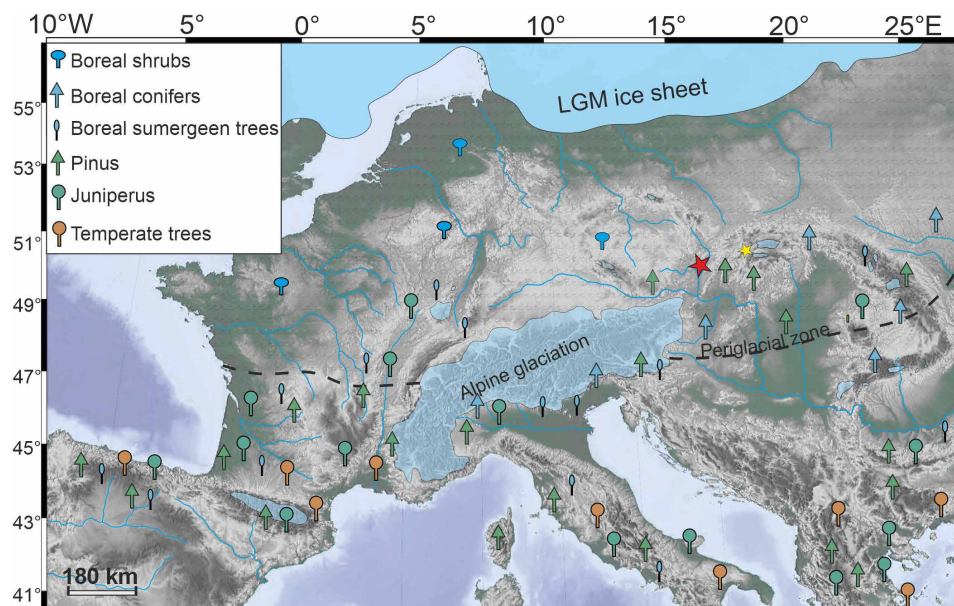 10°W 5° 0° 5° 10° 15° 20° 25°E
Boreal shrubs
Boreal conifers
Boreal sumergeen trees
Pinus
Juniperus
Temperate trees
LGM ice sheet
55°
53°
51°
49°
47°
45°
43°
41°
Alpine glaciation
Periglacial zone
180 km